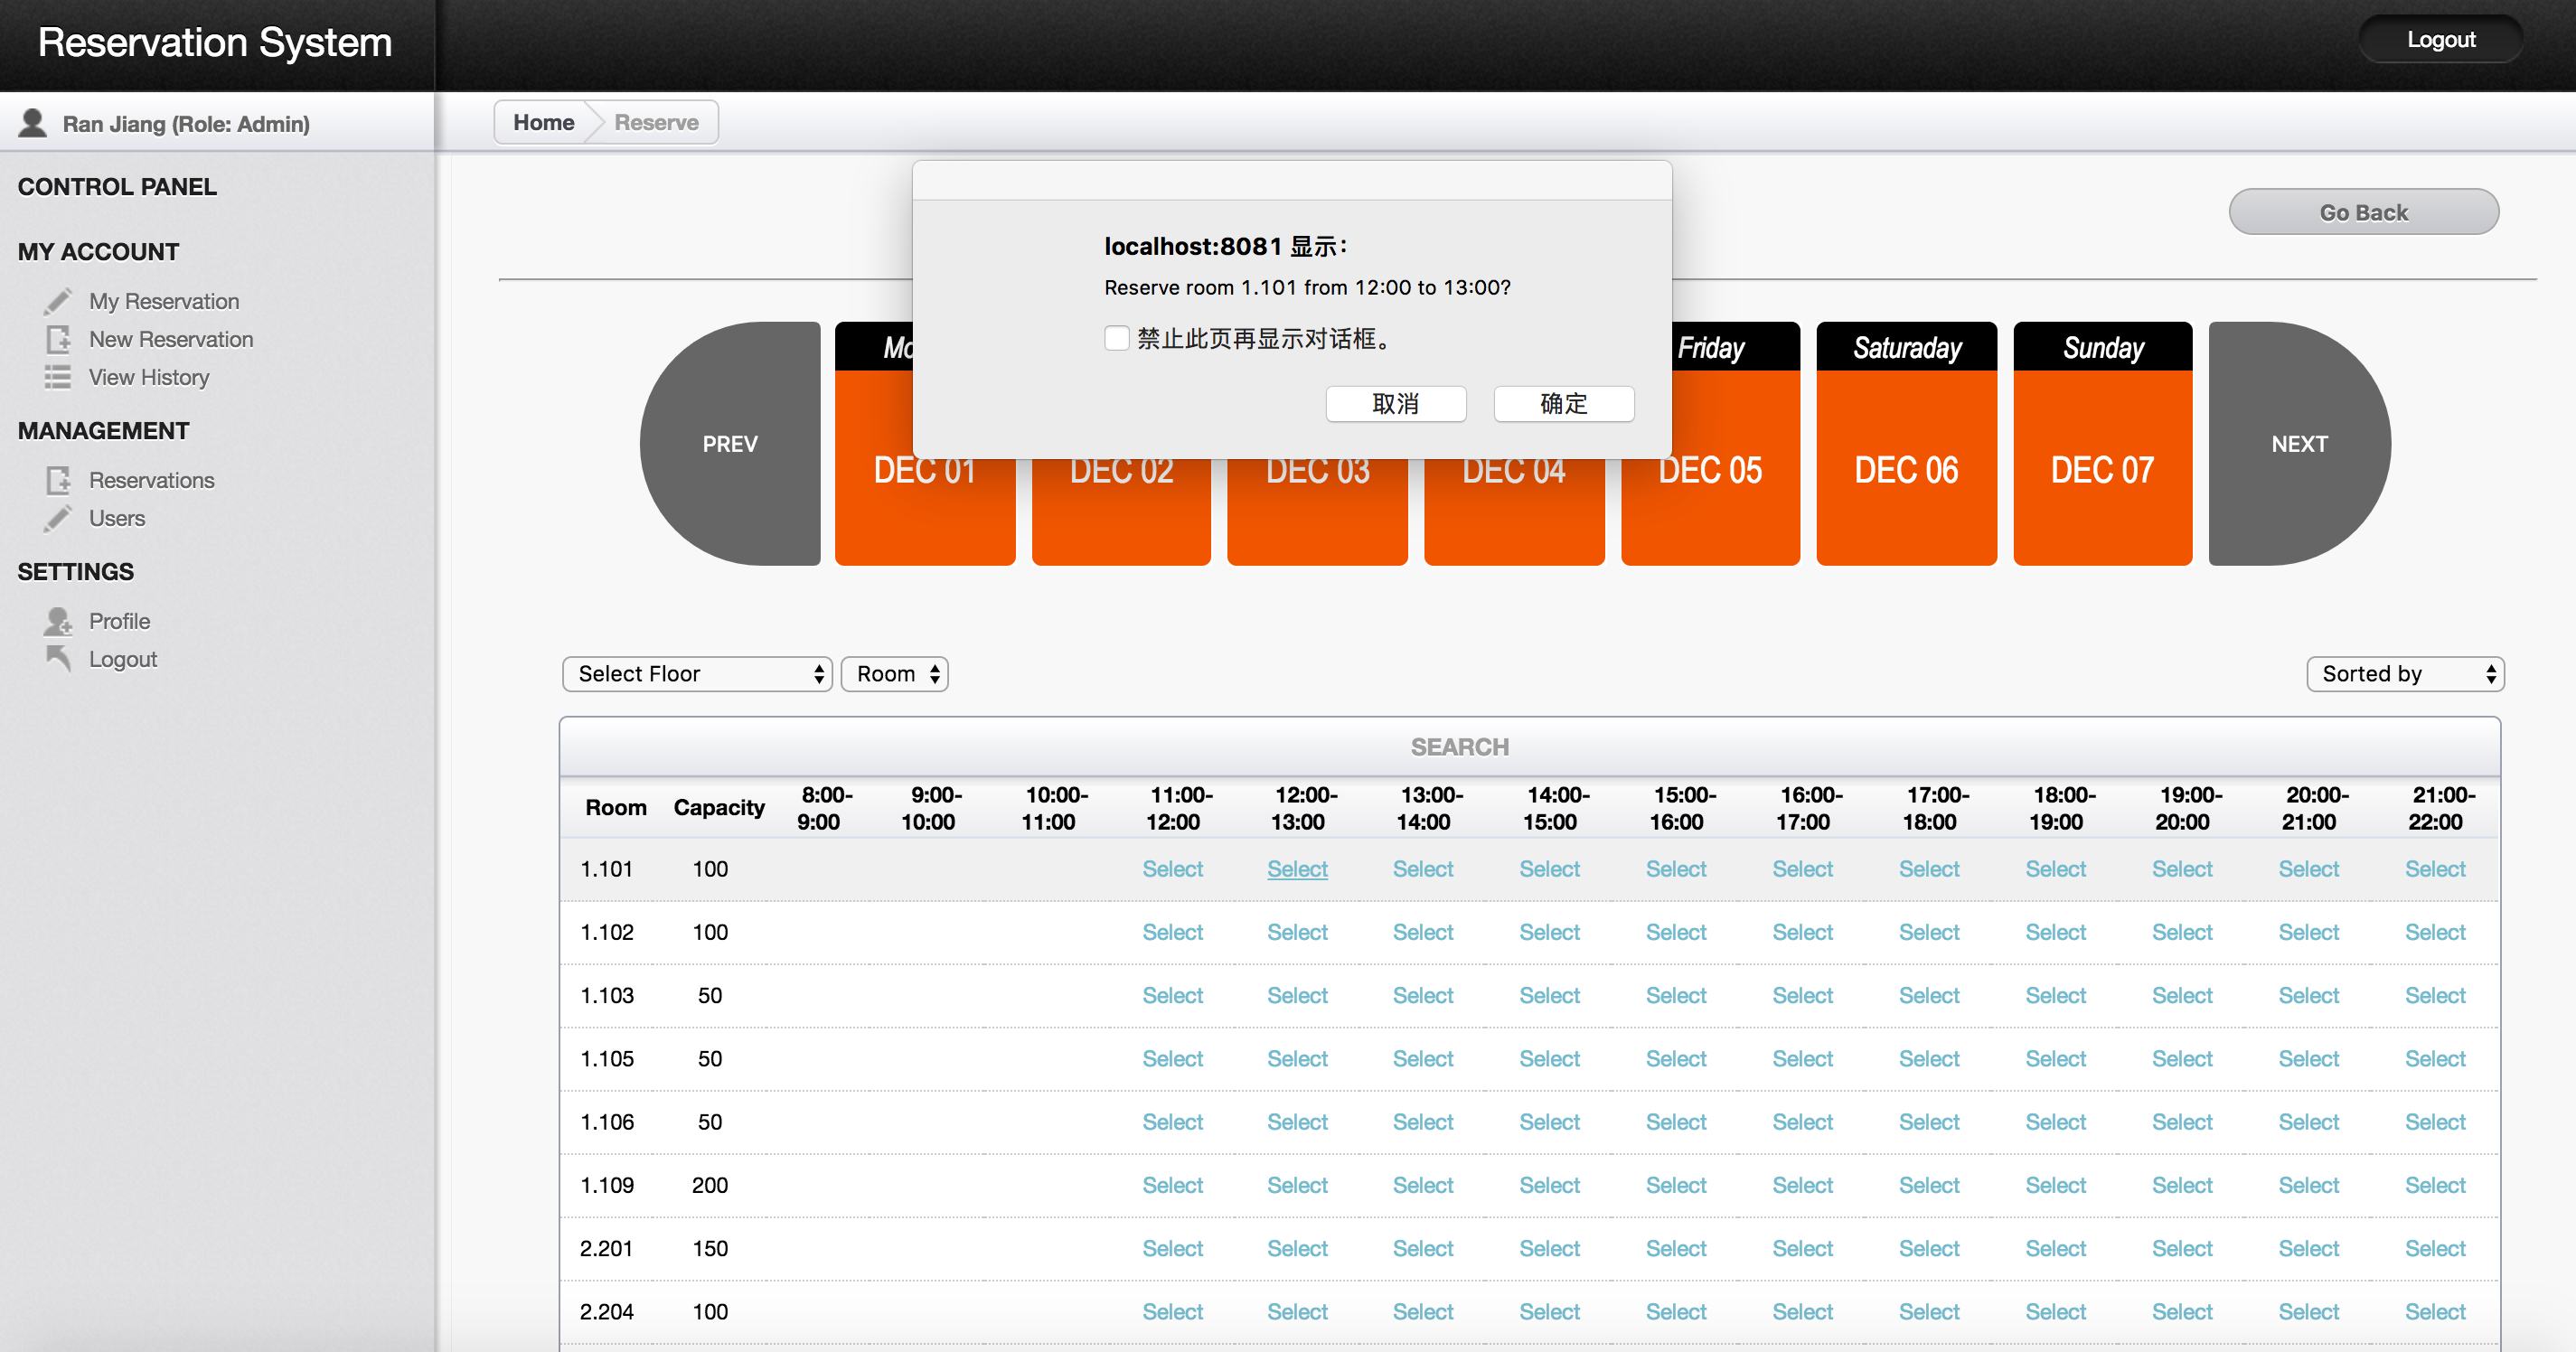 Reservation System
Logout
Ran Jiang (Role: Admin)
Home
Reserve
CONTROL PANEL
MY ACCOUNT
My Reservation
New Reservation
View History
MANAGEMENT
Reservations
Users
SETTINGS
Profile
Logout
Go Back
localhost:8081 显示：
Reserve room 1.101 from 12:00 to 13:00?
禁止此页再显示对话框。
取消
确定
Mo
Friday
Saturaday
Sunday
PREV
DEC 01
DEC 02
DEC 03
DEC 04
DEC 05
DEC 06
DEC 07
NEXT
Select Floor
Room
Sorted by
SEARCH
Room Capacity 8:00-9:00 9:00-10:00 10:00-11:00 11:00-12:00 12:00-13:00 13:00-14:00 14:00-15:00 15:00-16:00 16:00-17:00 17:00-18:00 18:00-19:00 19:00-20:00 20:00-21:00 21:00-22:00
1.101 100 Select Select Select Select Select Select Select Select Select Select Select
1.102 100 Select Select Select Select Select Select Select Select Select Select Select
1.103 50 Select Select Select Select Select Select Select Select Select Select Select
1.105 50 Select Select Select Select Select Select Select Select Select Select Select
1.106 50 Select Select Select Select Select Select Select Select Select Select Select
1.109 200 Select Select Select Select Select Select Select Select Select Select Select
2.201 150 Select Select Select Select Select Select Select Select Select Select Select
2.204 100 Select Select Select Select Select Select Select Select Select Select Select